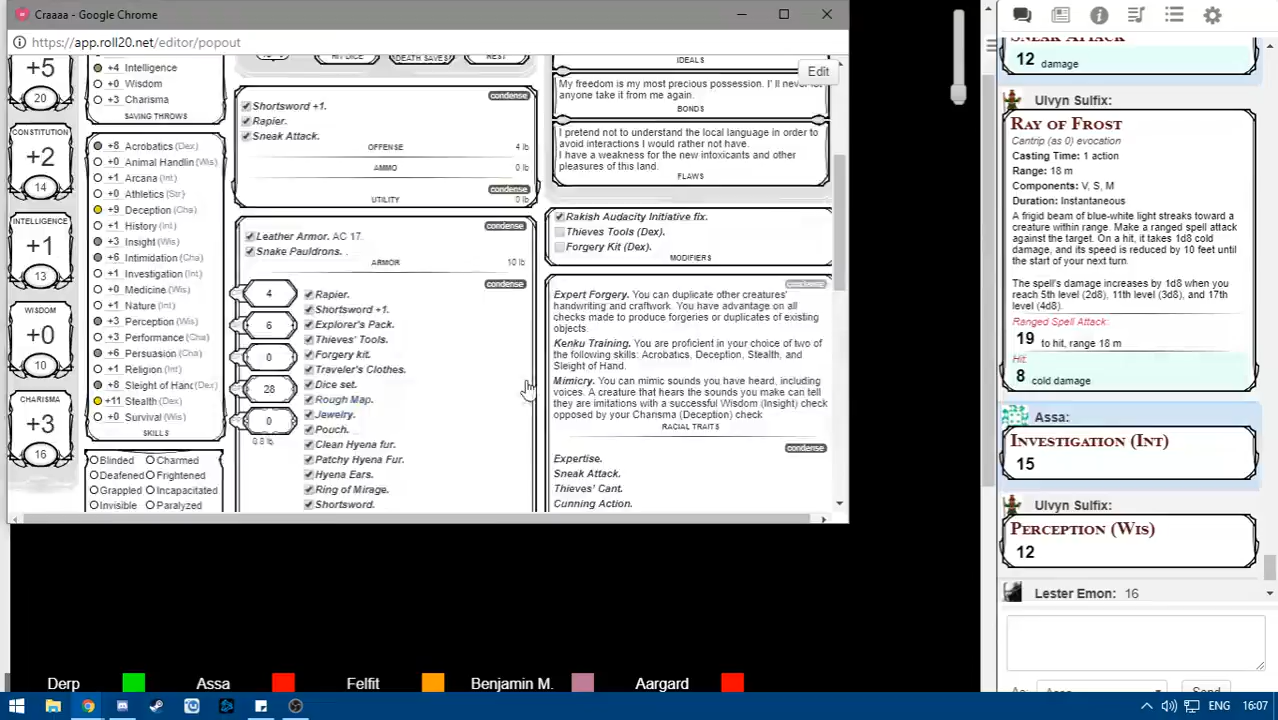 Craaaa - Google Chrome
https://app.roll20.net/editor/popout
+5
20
CONSTITUTION
+2
14
INTELLIGENCE
+1
13
WISDOM
+0
10
CHARISMA
+3
16
+4 Intelligence
+0 Wisdom
+3 Charisma
SAVING THROWS
+8 Acrobatics (Dex)
+0 Animal Handlin (Wis)
+1 Arcana (Int)
+0 Athletics (Str)
+9 Deception (Cha)
+1 History (Int)
+3 Insight (Wis)
+6 Intimidation (Cha)
+1 Investigation (Int)
+0 Medicine (Wis)
+1 Nature (Int)
+3 Perception (Wis)
+3 Performance (Cha)
+6 Persuasion (Cha)
+1 Religion (Int)
+8 Sleight of Hand (Dex)
+11 Stealth (Dex)
+0 Survival (Wis)
SKILLS
Blinded Charmed
Deafened Frightened
Grappled Incapacitated
Invisible Paralyzed
HIT DICE DEATH SAVES REST
condense
Shortsword +1.
Rapier.
Sneak Attack.
OFFENSE 4 lb
AMMO 0 lb
condense
UTILITY 0 lb
condense
Leather Armor. AC 17.
Snake Pauldrons. .
ARMOR 10 lb
condense
4
6
0
28
0
0.8 lb
Rapier.
Shortsword +1.
Explorer's Pack.
Thieves' Tools.
Forgery kit.
Traveler's Clothes.
Dice set.
Rough Map.
Jewelry.
Pouch.
Clean Hyena fur.
Patchy Hyena Fur.
Hyena Ears.
Ring of Mirage.
Shortsword.
IDEALS
Edit
My freedom is my most precious possession. I' ll never let
anyone take it from me again.
BONDS
I pretend not to understand the local language in order to
avoid interactions I would rather not have.
I have a weakness for the new intoxicants and other
pleasures of this land.
FLAWS
Rakish Audacity Initiative fix.
Thieves Tools (Dex).
Forgery Kit (Dex).
MODIFIERS
condense
Expert Forgery. You can duplicate other creatures'
handwriting and craftwork. You have advantage on all
checks made to produce forgeries or duplicates of existing
objects.
Kenku Training. You are proficient in your choice of two of
the following skills: Acrobatics, Deception, Stealth, and
Sleight of Hand.
Mimicry. You can mimic sounds you have heard, including
voices. A creature that hears the sounds you make can tell
they are imitations with a successful Wisdom (Insight) check
opposed by your Charisma (Deception) check
RACIAL TRAITS
condense
Expertise.
Sneak Attack.
Thieves' Cant.
Cunning Action.
SNEAK ATTACK
12 damage
Ulvyn Sulfix:
RAY OF FROST
Cantrip (as 0) evocation
Casting Time: 1 action
Range: 18 m
Components: V, S, M
Duration: Instantaneous
A frigid beam of blue-white light streaks toward a
creature within range. Make a ranged spell attack
against the target. On a hit, it takes 1d8 cold
damage, and its speed is reduced by 10 feet until
the start of your next turn.
The spell's damage increases by 1d8 when you
reach 5th level (2d8), 11th level (3d8), and 17th
level (4d8).
Ranged Spell Attack:
19 to hit, range 18 m
Hit:
8 cold damage
Assa:
INVESTIGATION (INT)
15
Ulvyn Sulfix:
PERCEPTION (WIS)
12
Lester Emon: 16
As: Assa Send
Derp Assa Felfit Benjamin M. Aargard
ENG 16:07